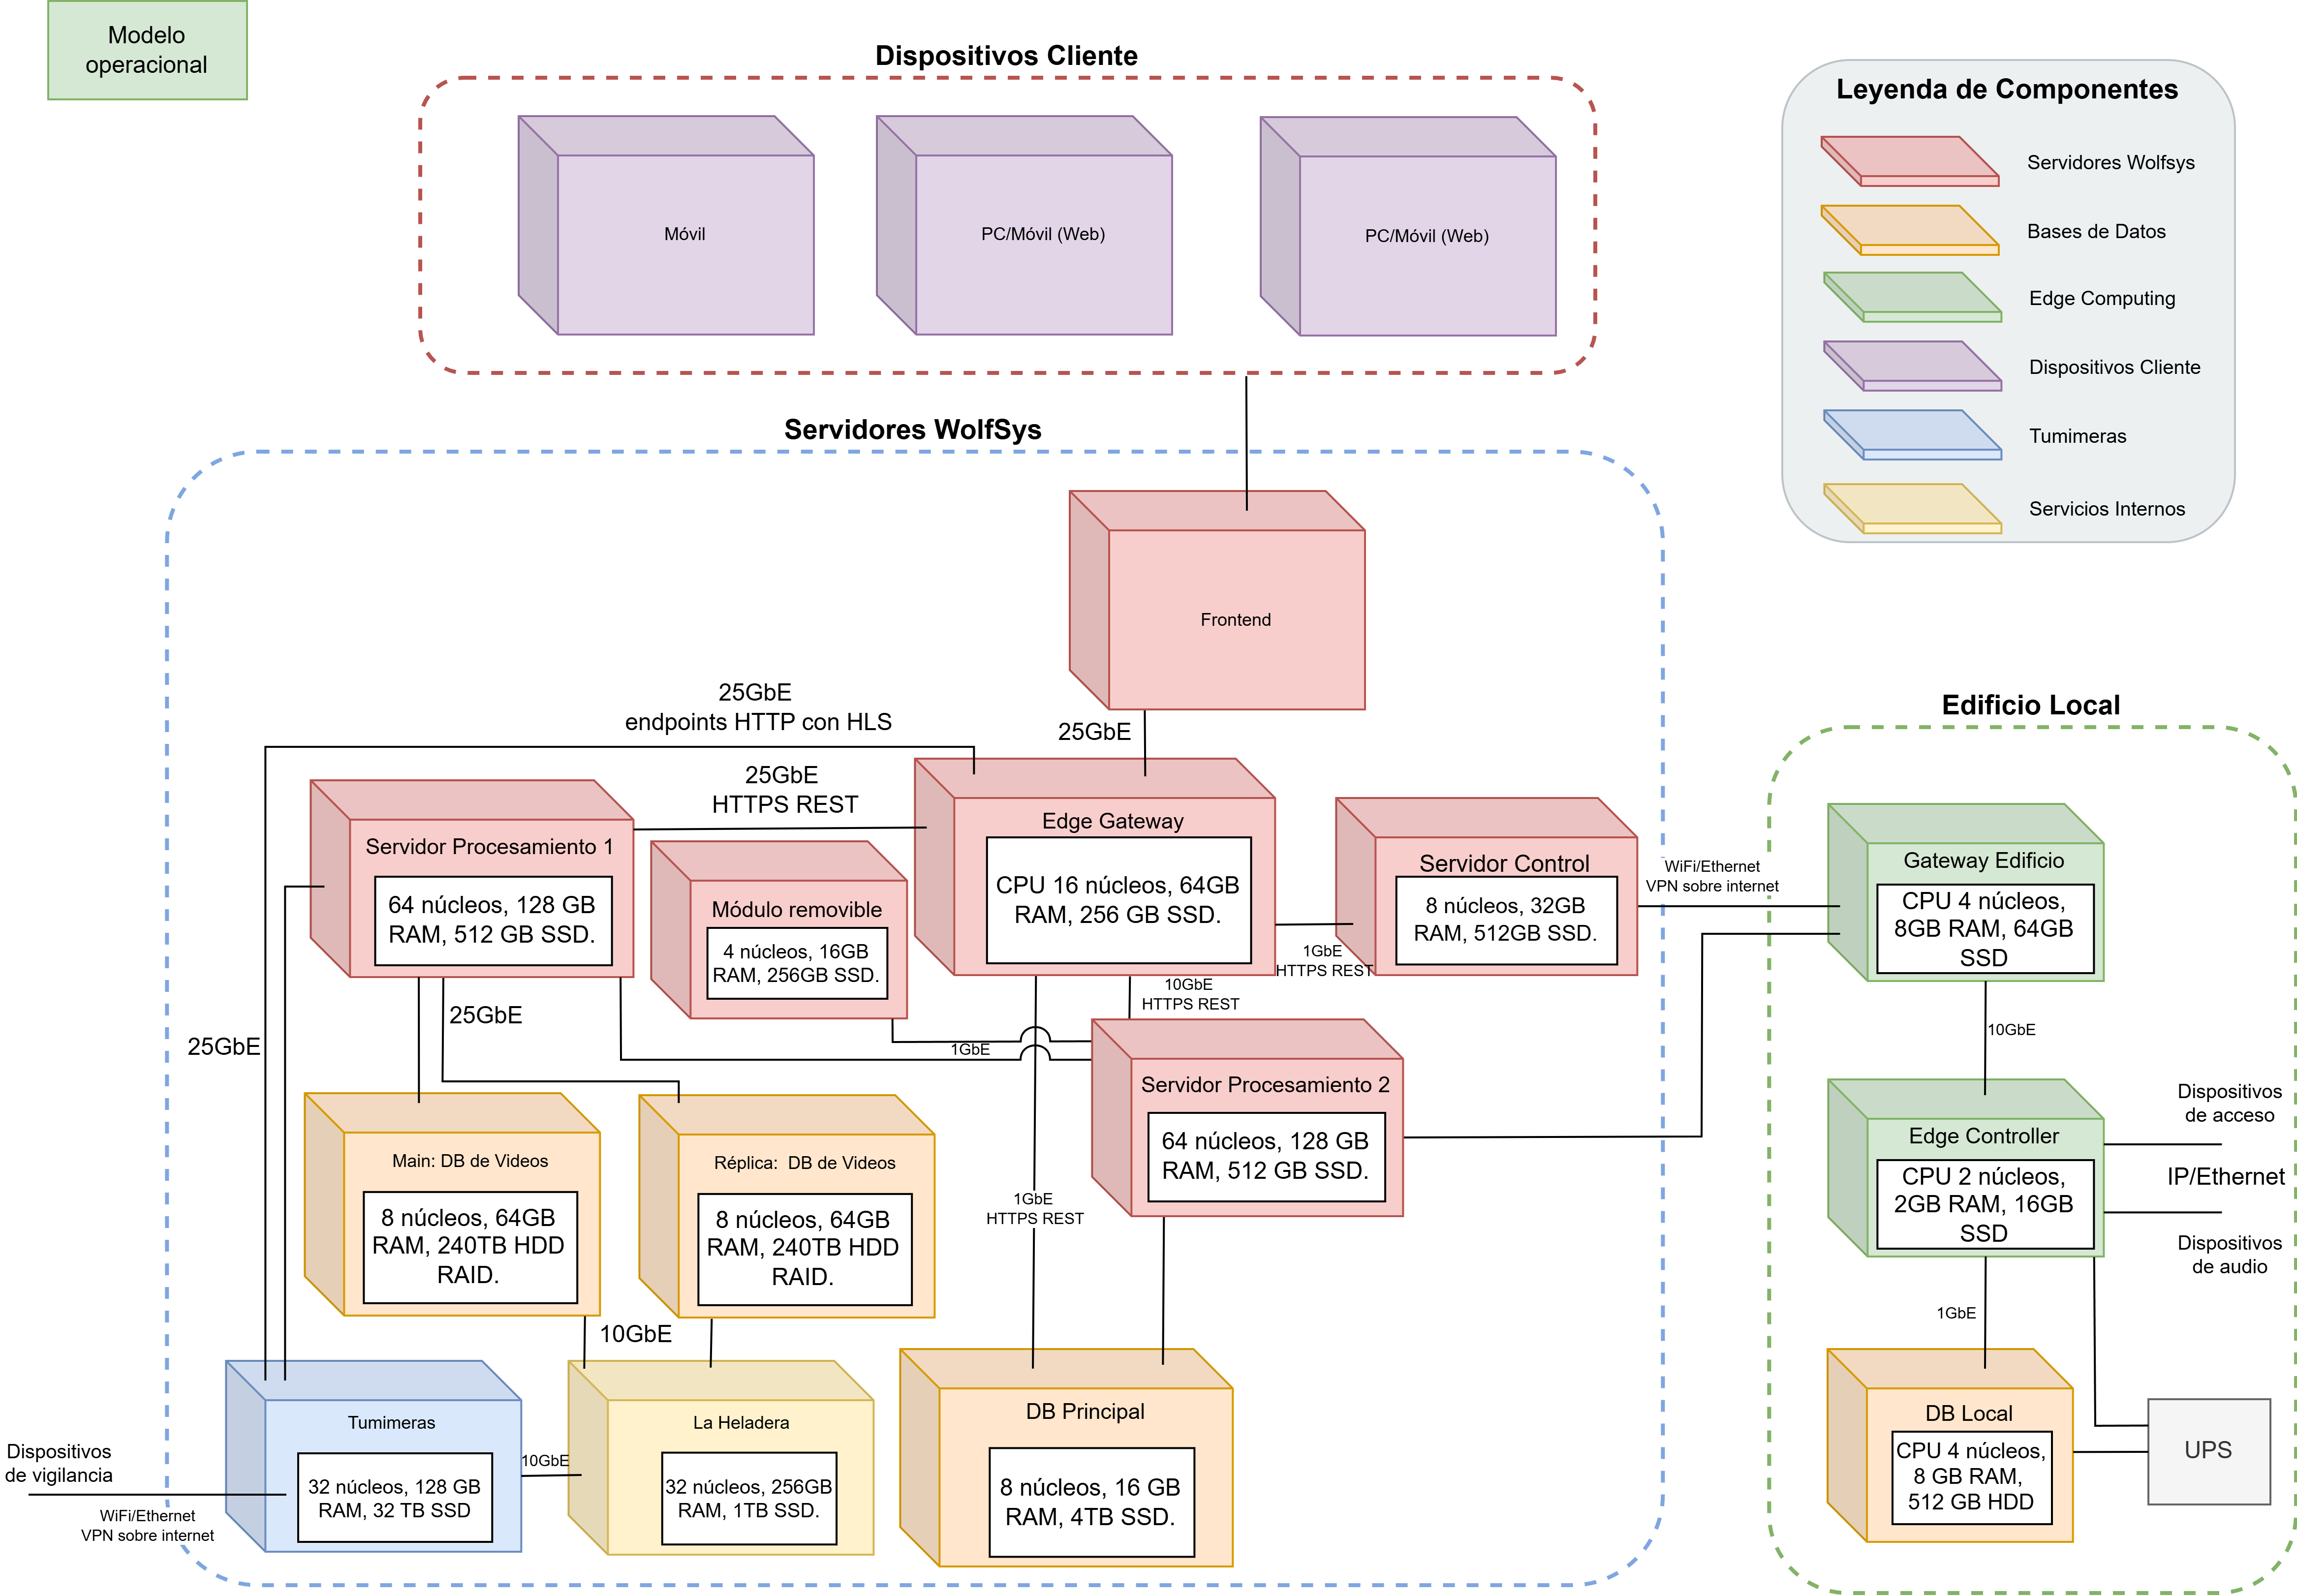 Modelo
operacional
Dispositivos Cliente
Móvil
PC/Móvil (Web)
PC/Móvil (Web)
Leyenda de Componentes
Servidores Wolfsys
Bases de Datos
Edge Computing
Dispositivos Cliente
Tumimeras
Servicios Internos
Servidores WolfSys
Frontend
25GbE
endpoints HTTP con HLS
25GbE
25GbE
HTTPS REST
Servidor Procesamiento 1
64 núcleos, 128 GB
RAM, 512 GB SSD.
Módulo removible
4 núcleos, 16GB
RAM, 256GB SSD.
Edge Gateway
CPU 16 núcleos, 64GB
RAM, 256 GB SSD.
1GbE
HTTPS REST
Servidor Control
8 núcleos, 32GB
RAM, 512GB SSD.
WiFi/Ethernet
VPN sobre internet
10GbE
HTTPS REST
25GbE
25GbE
1GbE
Servidor Procesamiento 2
64 núcleos, 128 GB
RAM, 512 GB SSD.
Main: DB de Videos
8 núcleos, 64GB
RAM, 240TB HDD
RAID.
Réplica:  DB de Videos
8 núcleos, 64GB
RAM, 240TB HDD
RAID.
1GbE
HTTPS REST
10GbE
Tumimeras
32 núcleos, 128 GB
RAM, 32 TB SSD
10GbE
La Heladera
32 núcleos, 256GB
RAM, 1TB SSD.
DB Principal
8 núcleos, 16 GB
RAM, 4TB SSD.
Dispositivos
de vigilancia
WiFi/Ethernet
VPN sobre internet
Edificio Local
Gateway Edificio
CPU 4 núcleos,
8GB RAM, 64GB
SSD
10GbE
Edge Controller
CPU 2 núcleos,
2GB RAM, 16GB
SSD
Dispositivos
de acceso
IP/Ethernet
Dispositivos
de audio
1GbE
DB Local
CPU 4 núcleos,
8 GB RAM,
512 GB HDD
UPS